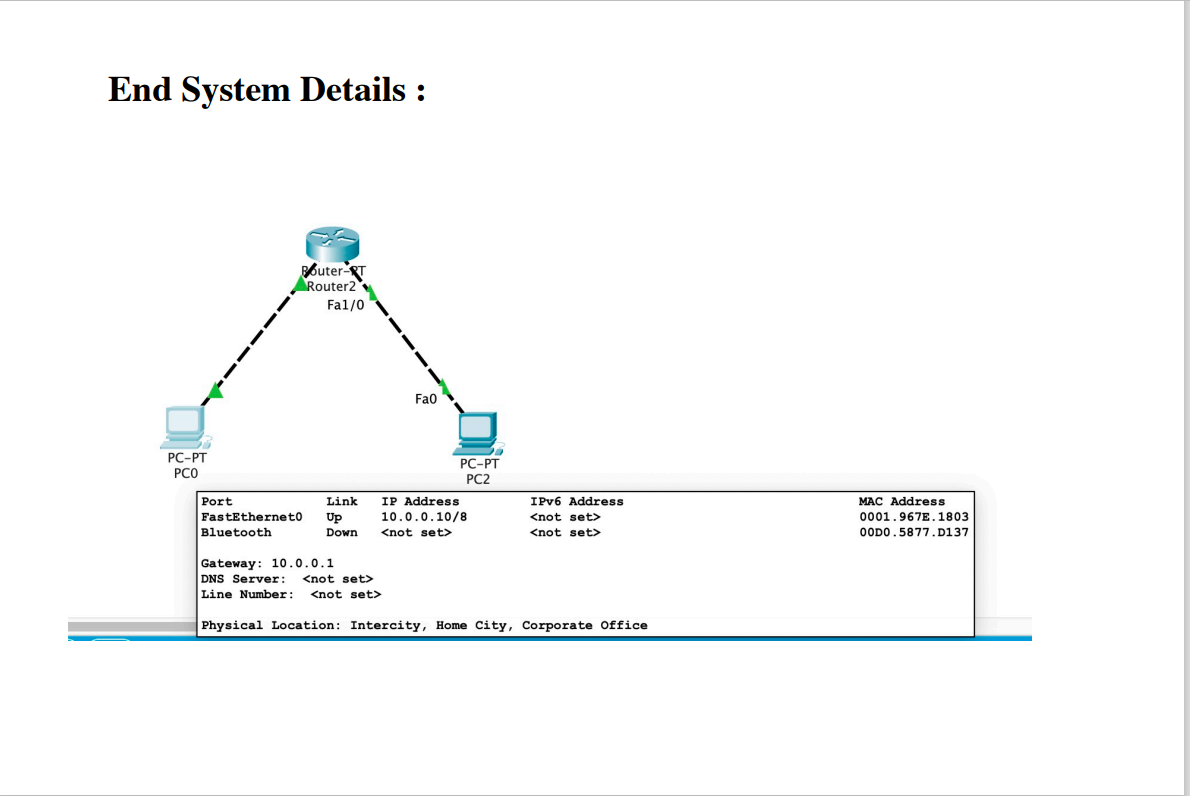 End System Details :
Router-PT
Router2
Fa1/0
Fa0
PC-PT
PC0
PC-PT
PC2
Port Link IP Address IPv6 Address MAC Address
FastEthernet0 Up 10.0.0.10/8 <not set> 0001.967E.1803
Bluetooth Down <not set> <not set> 00D0.5877.D137
Gateway: 10.0.0.1
DNS Server: <not set>
Line Number: <not set>
Physical Location: Intercity, Home City, Corporate Office